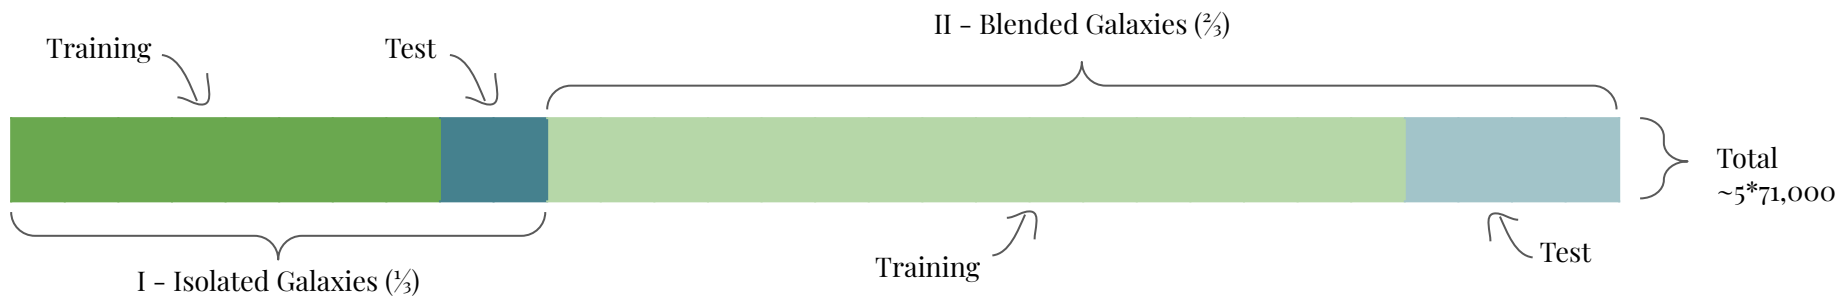 II - Blended Galaxies (⅔)
Training
Test
Total
~5*71,000
Training
Test
I - Isolated Galaxies (⅓)